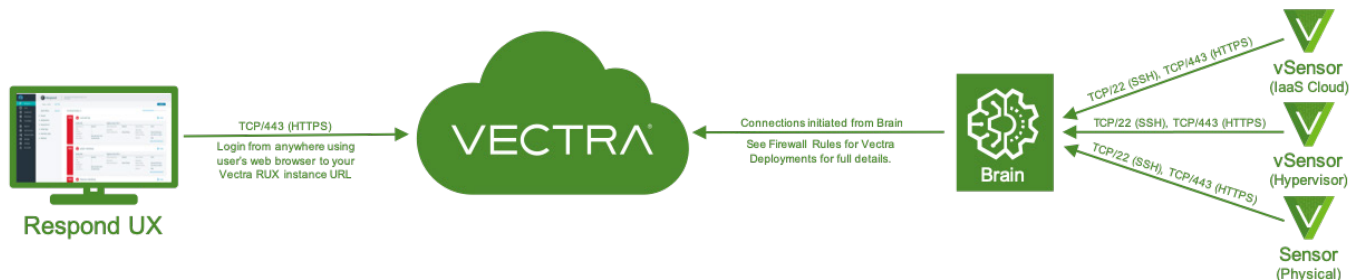 TCP/443 (HTTPS)
Login from anywhere using
user's web browser to your
Vectra RUX instance URL
Respond UX
VECTRA®
Connections initiated from Brain
See Firewall Rules for Vectra
Deployments for full details.
Brain
TCP/22 (SSH), TCP/443 (HTTPS)
TCP/22 (SSH), TCP/443 (HTTPS)
TCP/22 (SSH), TCP/443 (HTTPS)
vSensor
(IaaS Cloud)
vSensor
(Hypervisor)
Sensor
(Physical)